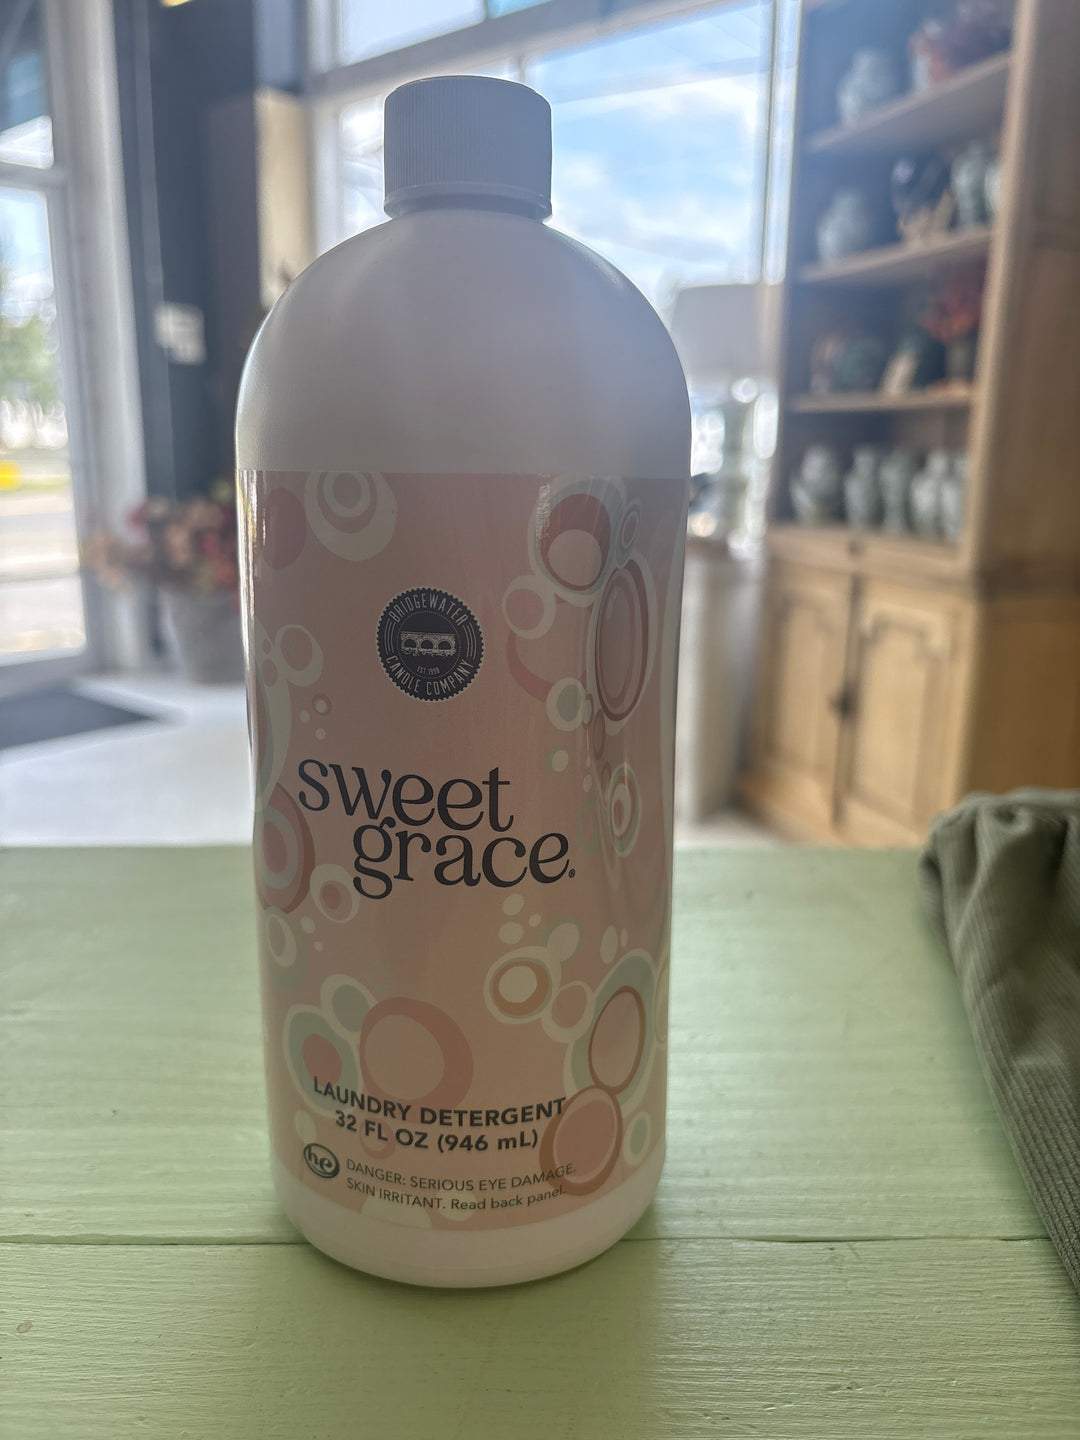 BRIDGEWATER
EST 1998
CANDLE COMPANY
sweet
grace®
LAUNDRY DETERGENT
32 FL OZ (946 mL)
he
DANGER: SERIOUS EYE DAMAGE.
SKIN IRRITANT. Read back panel.